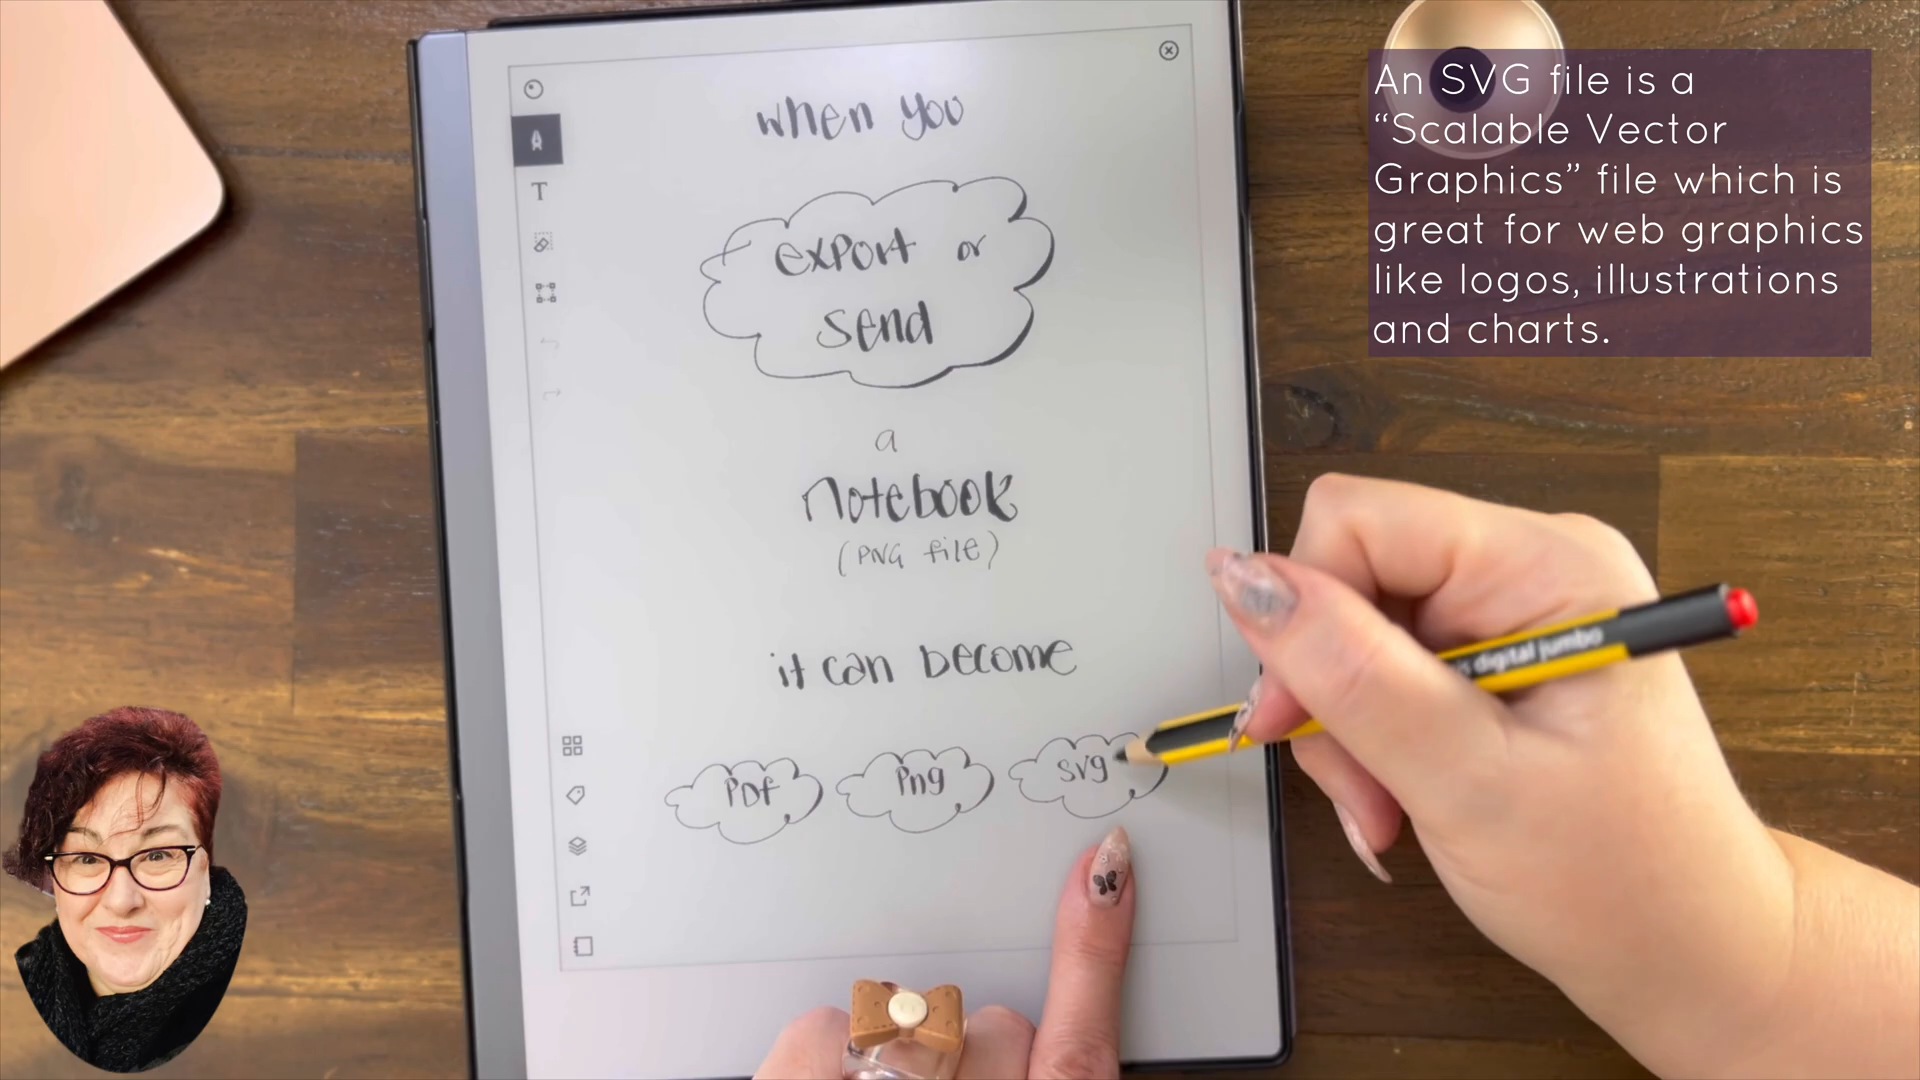 when you
export or
send
a
notebook
(PNG file)
it can become
PDf
Png
svg
T
digital jumbo
An SVG file is a
“Scalable Vector
Graphics” file which is
great for web graphics
like logos, illustrations
and charts.